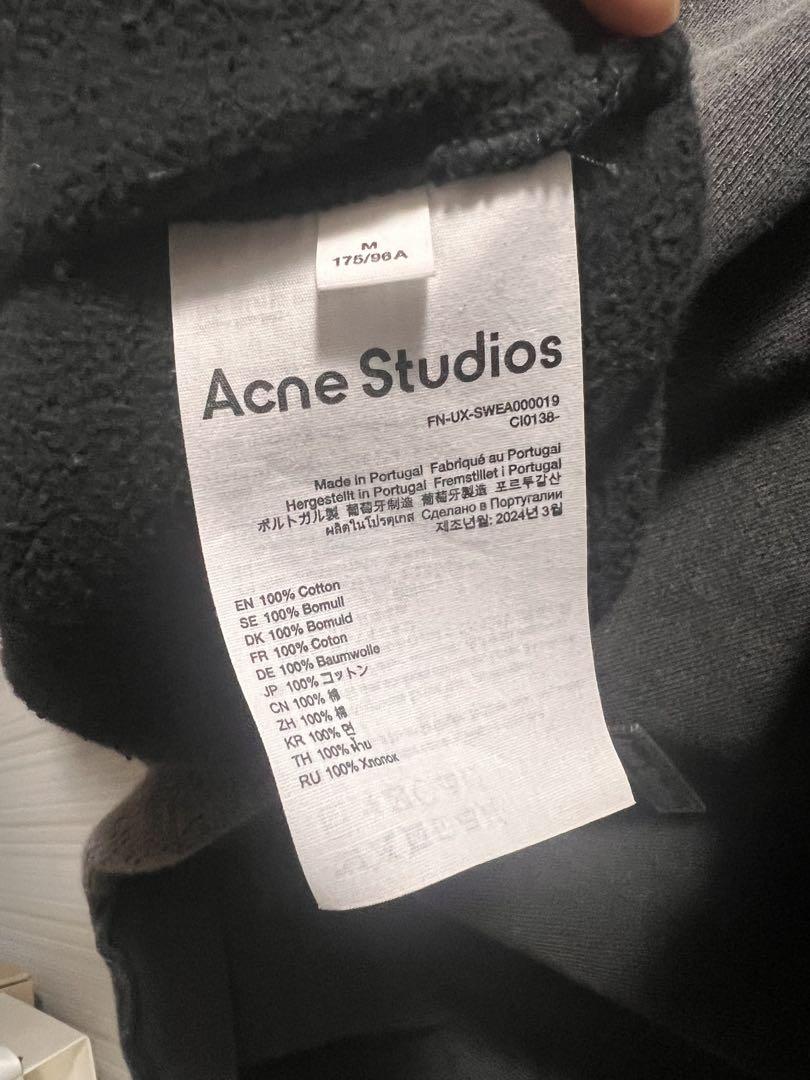 M
175/96A
Acne Studios
FN-UX-SWEA000019
CI0138-
Made in Portugal Fabriqué au Portugal
Hergestellt in Portugal Fremstillet i Portugal
ポルトガル製 葡萄牙制造 葡萄牙製造 포르투갈산
ผลิตในโปรตุเกส Сделано в Португалии
제조년월: 2024년 3월
EN 100% Cotton
SE 100% Bomull
DK 100% Bomuld
FR 100% Coton
DE 100% Baumwolle
JP 100% コットン
CN 100% 棉
ZH 100% 棉
KR 100% 면
TH 100% ฝ้าย
RU 100% Хлопок